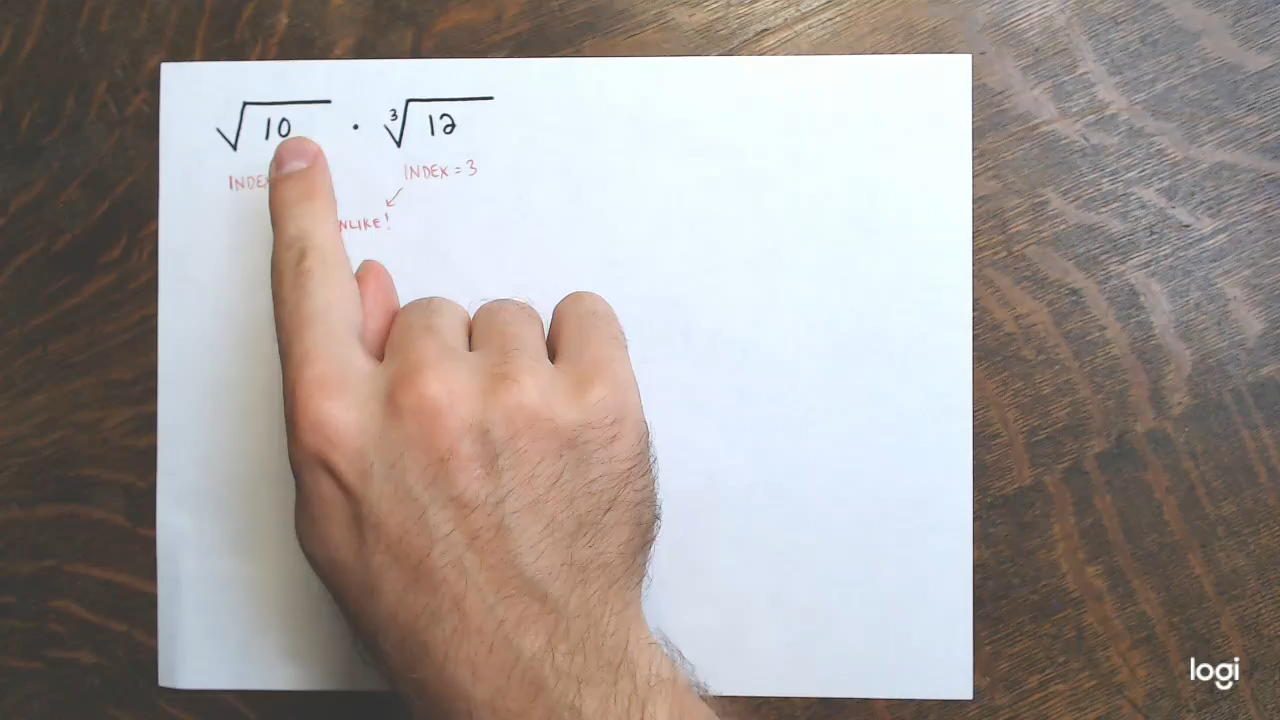 √10 · ∛12
INDEX = 3
logi